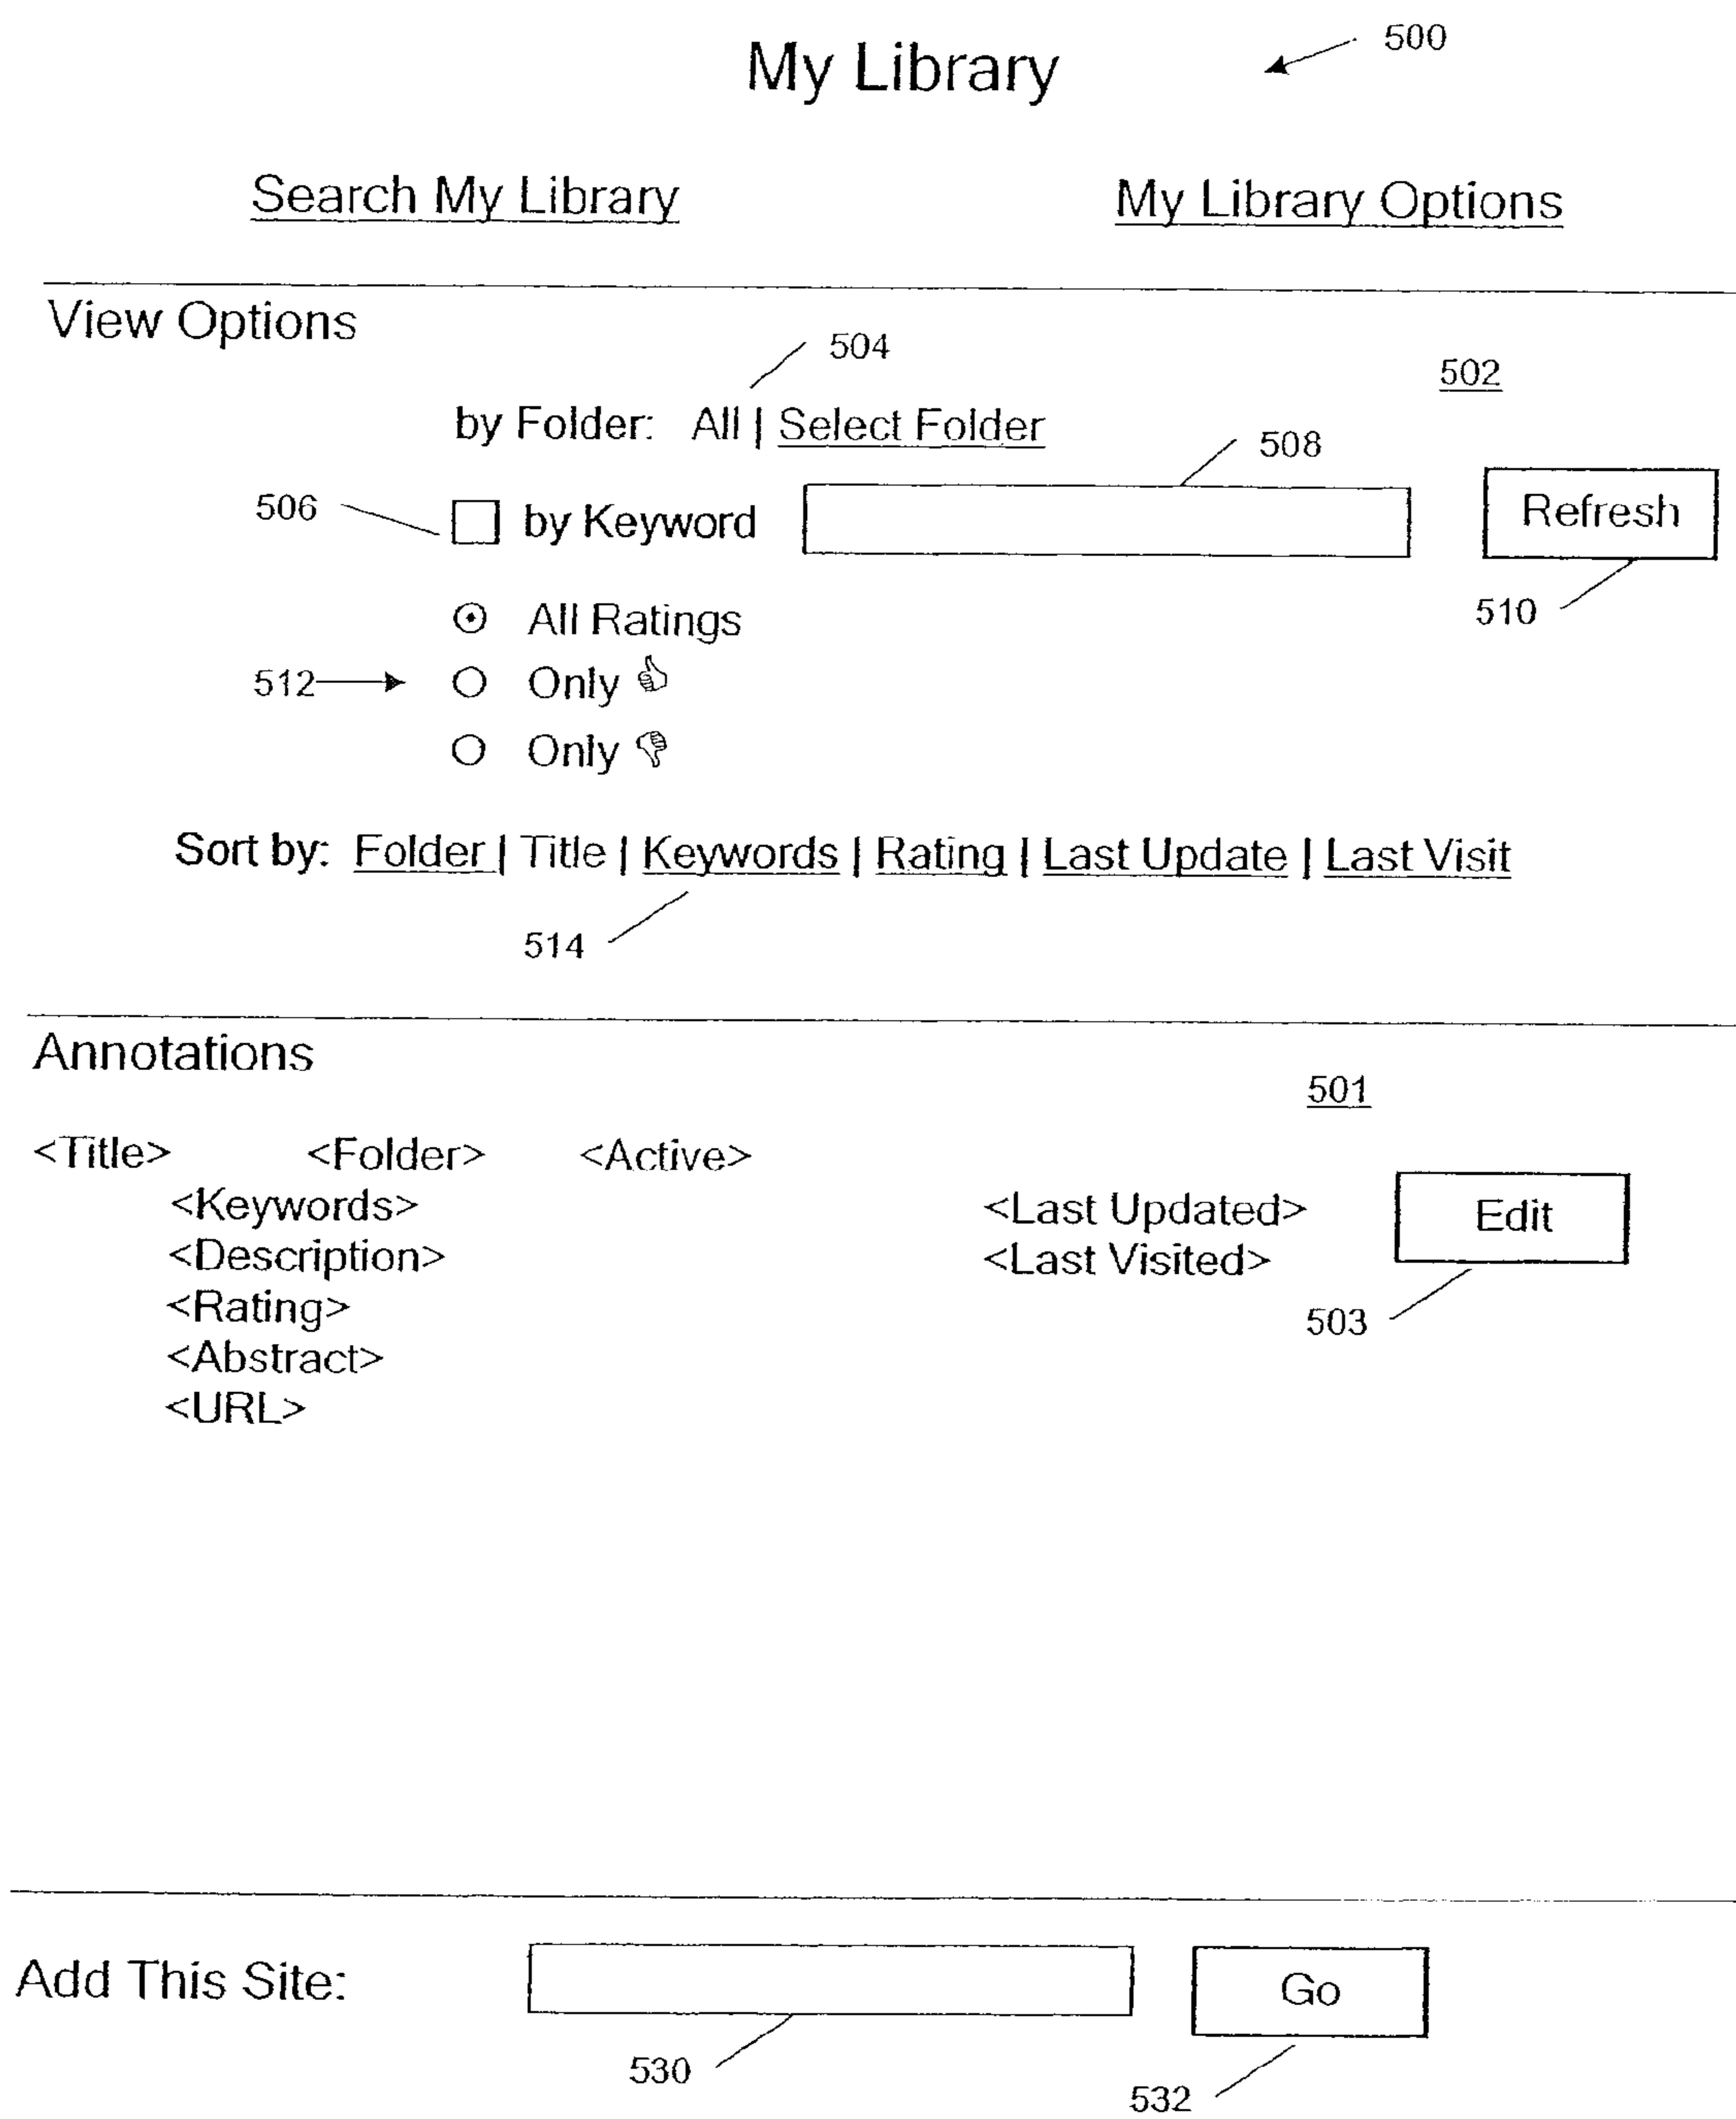 My Library
500
Search My Library My Library Options
View Options
504
502
by Folder: All | Select Folder
508
506
by Keyword
Refresh
510
All Ratings
512
Only
Only
Sort by: Folder | Title | Keywords | Rating | Last Update | Last Visit
514
Annotations
501
<Title> <Folder> <Active>
<Keywords> <Last Updated> Edit
<Description> <Last Visited>
<Rating> 503
<Abstract>
<URL>
Add This Site: Go
530
532